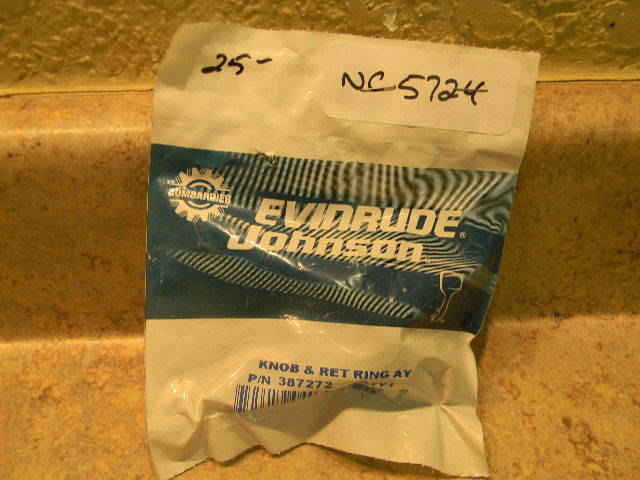 25-
NC 5724
BOMBARDIER
EVINRUDE®
Johnson
KNOB & RET RING AY
P/N 387272